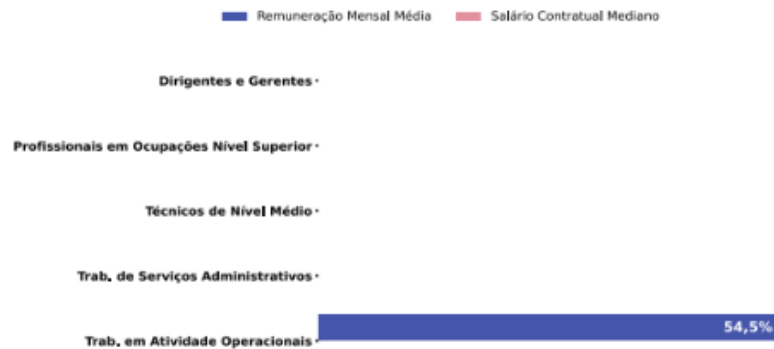 Remuneração Mensal Média Salário Contratual Mediano
Dirigentes e Gerentes
Profissionais em Ocupações Nível Superior
Técnicos de Nível Médio
Trab. de Serviços Administrativos
54,5%
Trab. em Atividade Operacionais